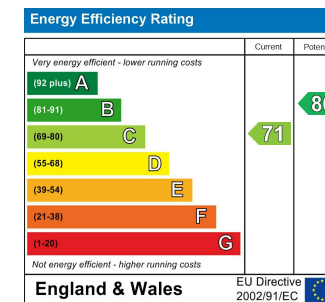 Energy Efficiency Rating
Current
Very energy efficient - lower running costs
(92 plus) A
(81-91) B
(69-80) C
71
(55-68) D
(39-54) E
(21-38) F
(1-20) G
Not energy efficient - higher running costs
England & Wales
EU Directive
2002/91/EC